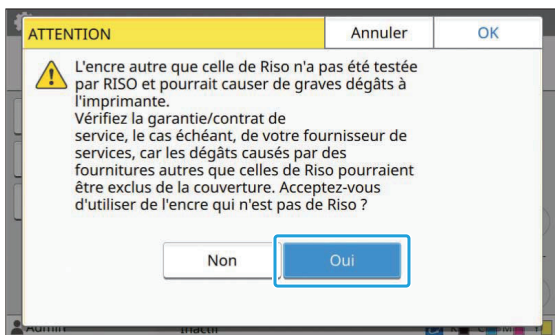 ATTENTION Annuler OK
L'encre autre que celle de Riso n'a pas été testée
par RISO et pourrait causer de graves dégâts à
l'imprimante.
Vérifiez la garantie/contrat de
service, le cas échéant, de votre fournisseur de
services, car les dégâts causés par des
fournitures autres que celles de Riso pourraient
être exclus de la couverture. Acceptez-vous
d'utiliser de l'encre qui n'est pas de Riso ?
Non Oui
Admin Inactif K C M Y